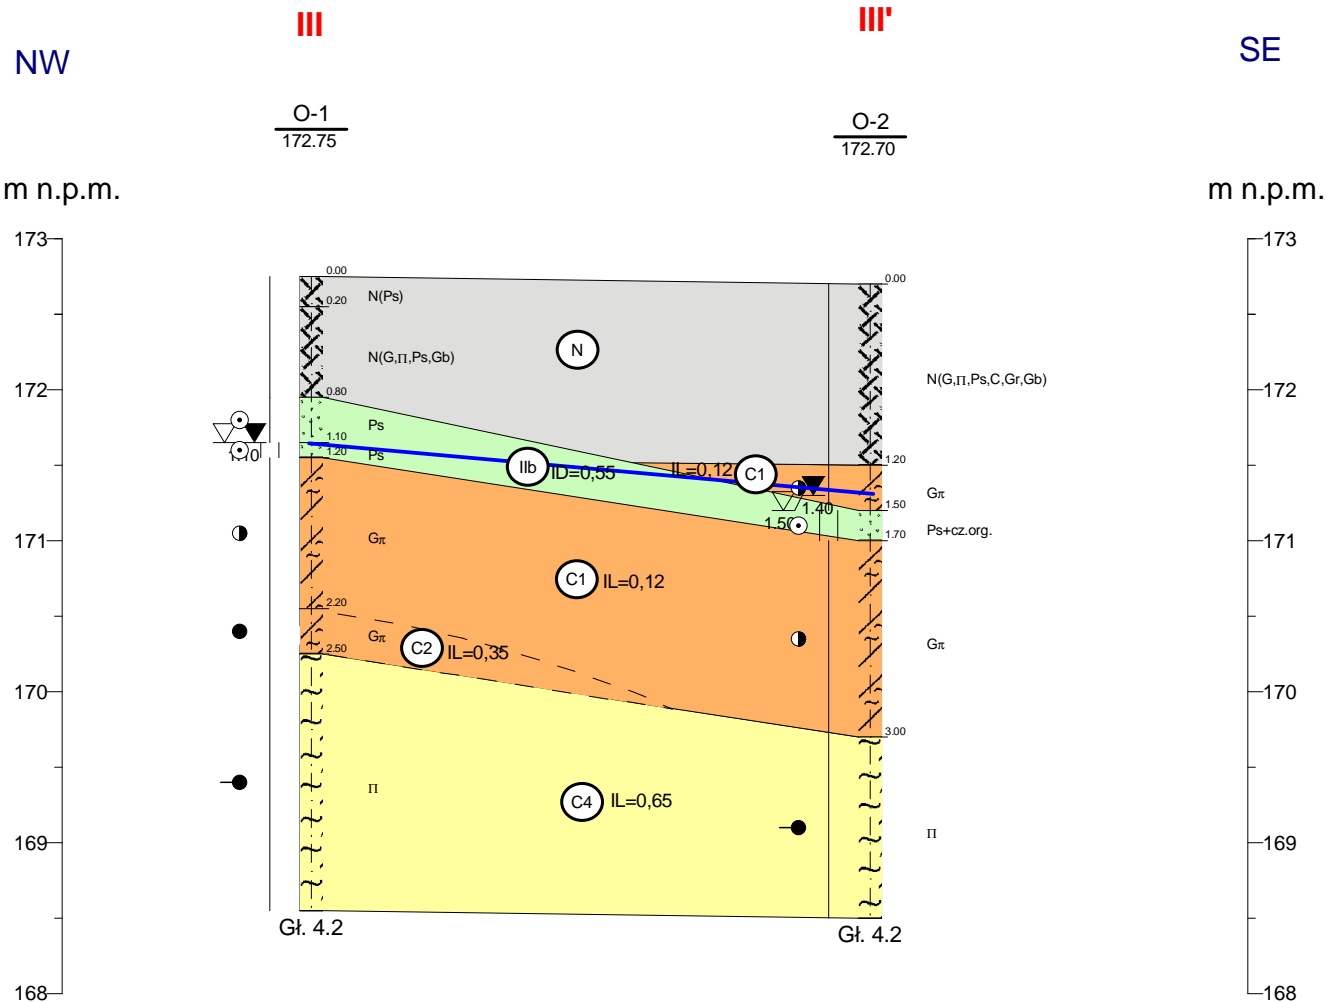 III III'
NW SE
O-1
172.75
O-2
172.70
m n.p.m. m n.p.m.
173 173
0.00 0.00
N(Ps)
0.20
N
N(G,Π,Ps,Gb)
N(G,Π,Ps,C,Gr,Gb)
172 172
0.80
Ps
1.10
1.10
1.20 Ps
IIb ID=0,55
IL=0,12 C1
1.20
Gπ
1.40
1.50
1.50
Ps+cz.org.
1.70
171 171
Gπ
C1 IL=0,12
2.20
Gπ
C2 IL=0,35
2.50
Gπ
170 170
3.00
Π
C4 IL=0,65
Π
169 169
Gł. 4.2 Gł. 4.2
168 168